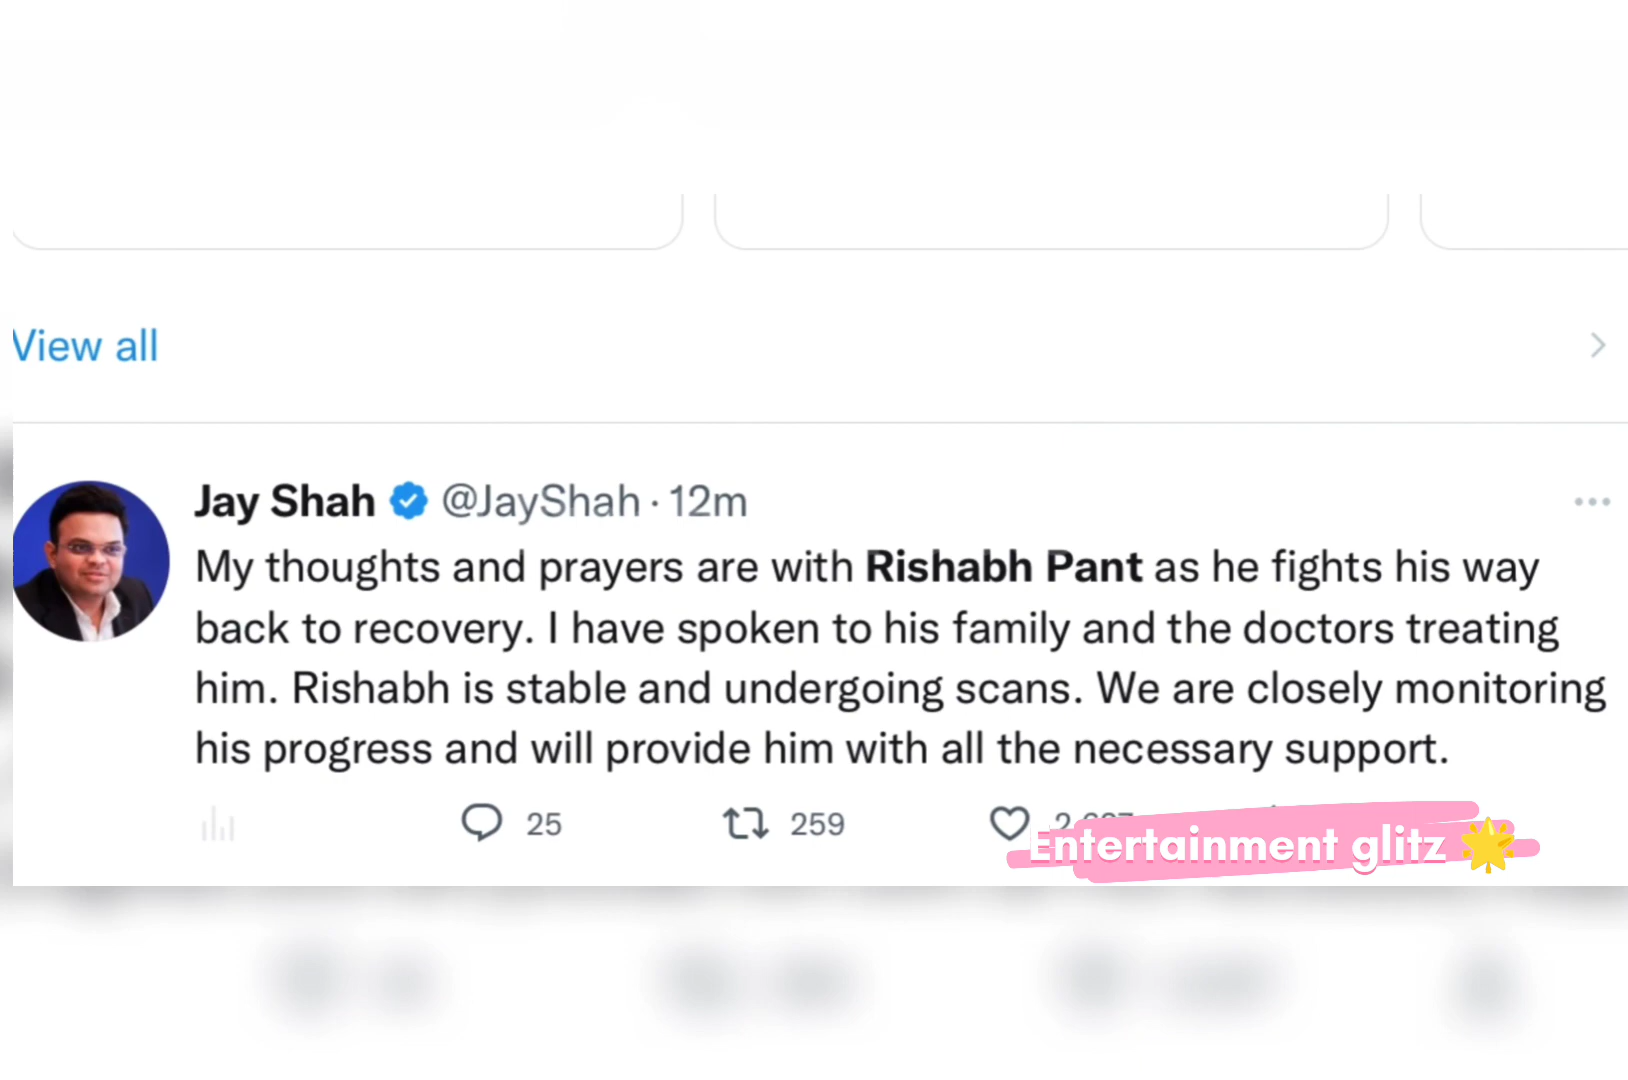 View all
Jay Shah @JayShah · 12m
My thoughts and prayers are with Rishabh Pant as he fights his way
back to recovery. I have spoken to his family and the doctors treating
him. Rishabh is stable and undergoing scans. We are closely monitoring
his progress and will provide him with all the necessary support.
25 259
Entertainment glitz